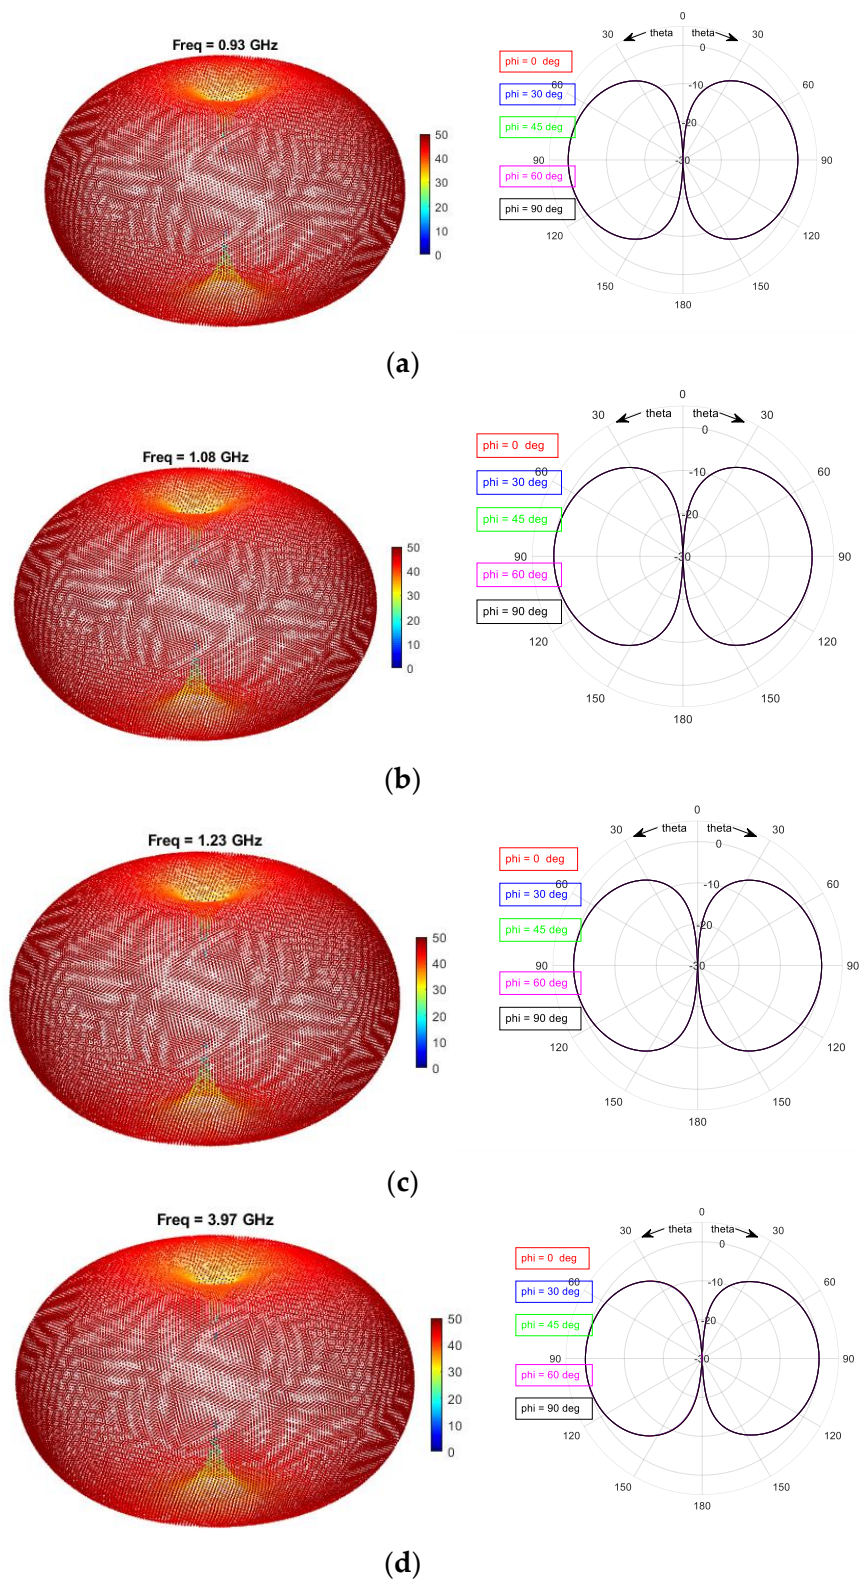 Freq = 0.93 GHz
50
40
30
20
10
0
0
30 theta theta 30
0
phi = 0 deg
60
-10
phi = 30 deg
60
phi = 45 deg
-20
90
-30
90
phi = 60 deg
phi = 90 deg
120
120
150
150
180
(a)
Freq = 1.08 GHz
50
40
30
20
10
0
0
30 theta theta 30
0
phi = 0 deg
60
-10
phi = 30 deg
60
phi = 45 deg
-20
90
-30
90
phi = 60 deg
phi = 90 deg
120
120
150
150
180
(b)
Freq = 1.23 GHz
50
40
30
20
10
0
0
30 theta theta 30
0
phi = 0 deg
60
-10
phi = 30 deg
60
phi = 45 deg
-20
90
-30
90
phi = 60 deg
phi = 90 deg
120
120
150
150
180
(c)
Freq = 3.97 GHz
50
40
30
20
10
0
0
30 theta theta 30
0
phi = 0 deg
60
-10
phi = 30 deg
60
phi = 45 deg
-20
90
-30
90
phi = 60 deg
phi = 90 deg
120
120
150
150
180
(d)